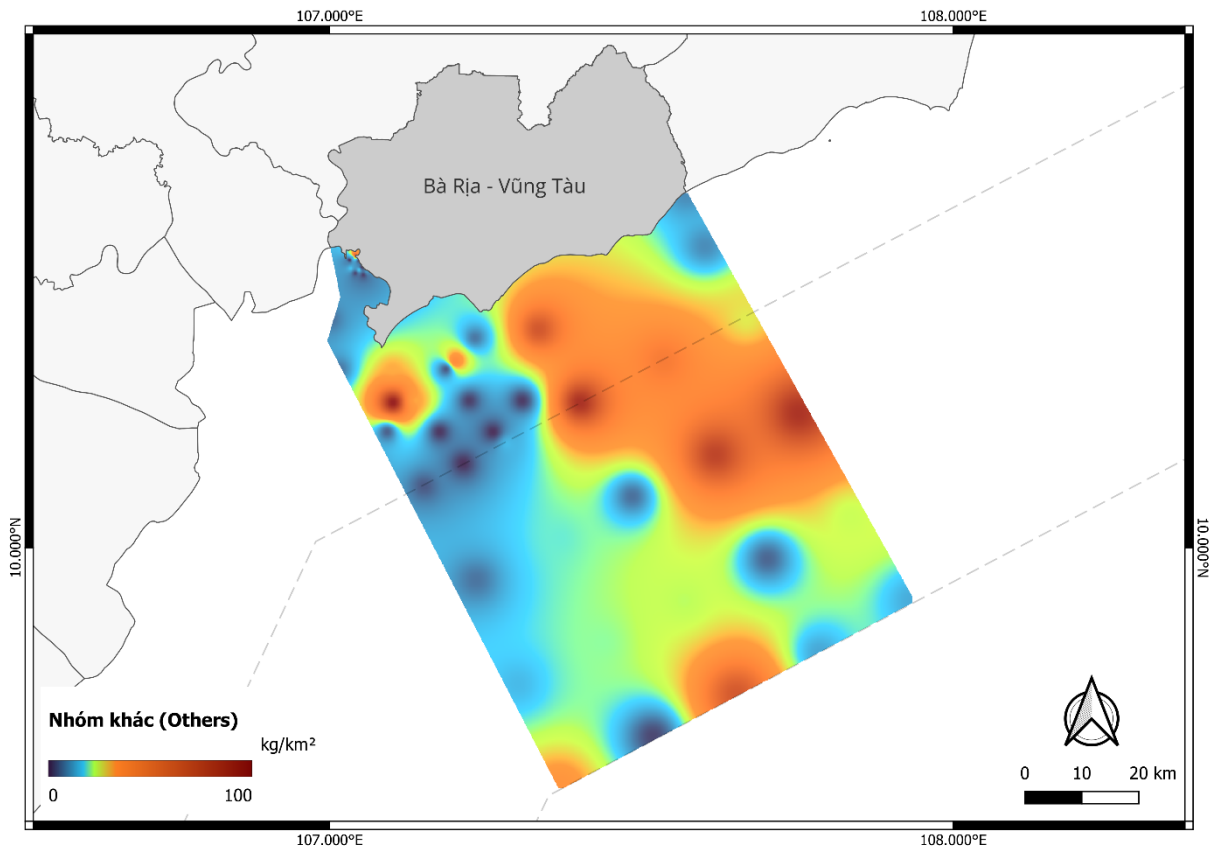 107.000°E 108.000°E
Bà Rịa - Vũng Tàu
10.000°N 10.000°N
Nhóm khác (Others)
kg/km²
0 100
0 10 20 km
107.000°E 108.000°E